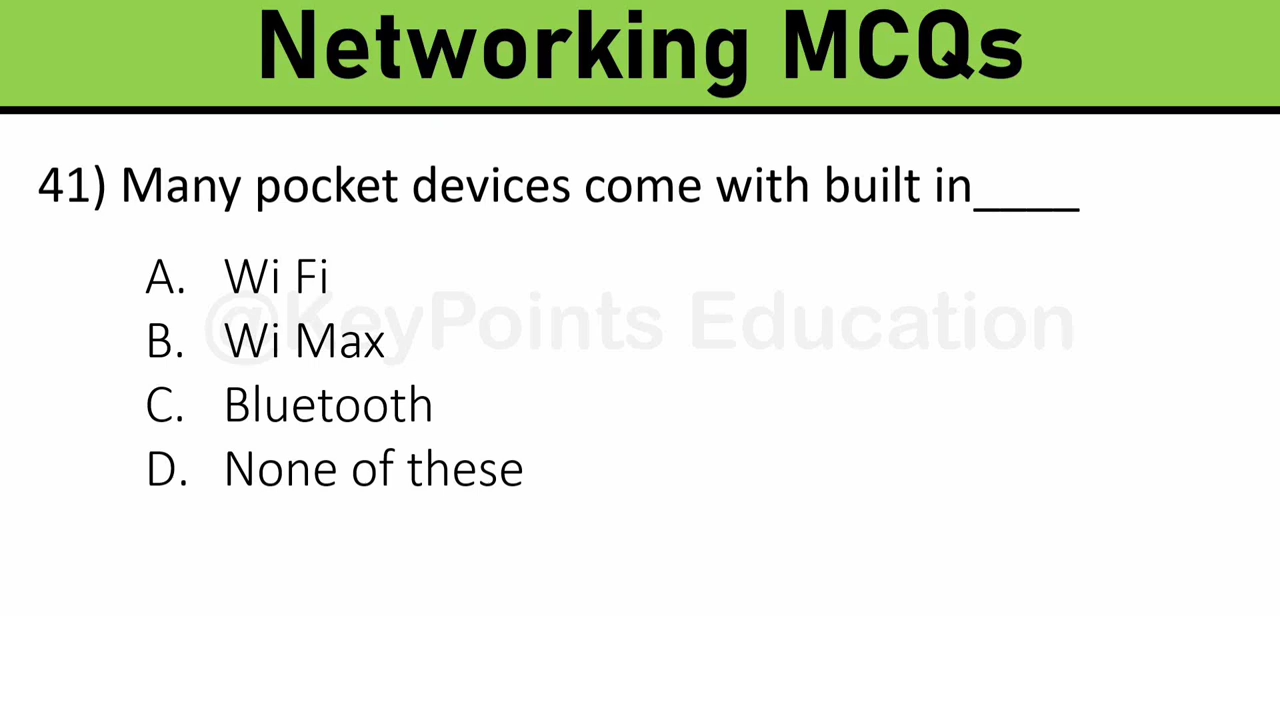 Networking MCQs
41) Many pocket devices come with built in____
A. Wi Fi
@KeyPoints Education
B. Wi Max
C. Bluetooth
D. None of these